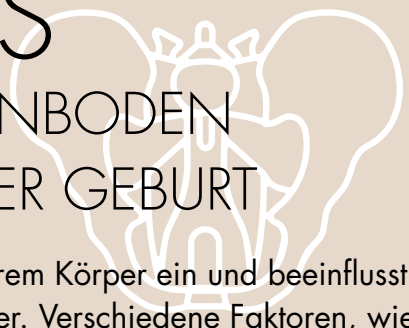 S
NBODEN
ER GEBURT
rem Körper ein und beeinflusst
er. Verschiedene Faktoren, wie